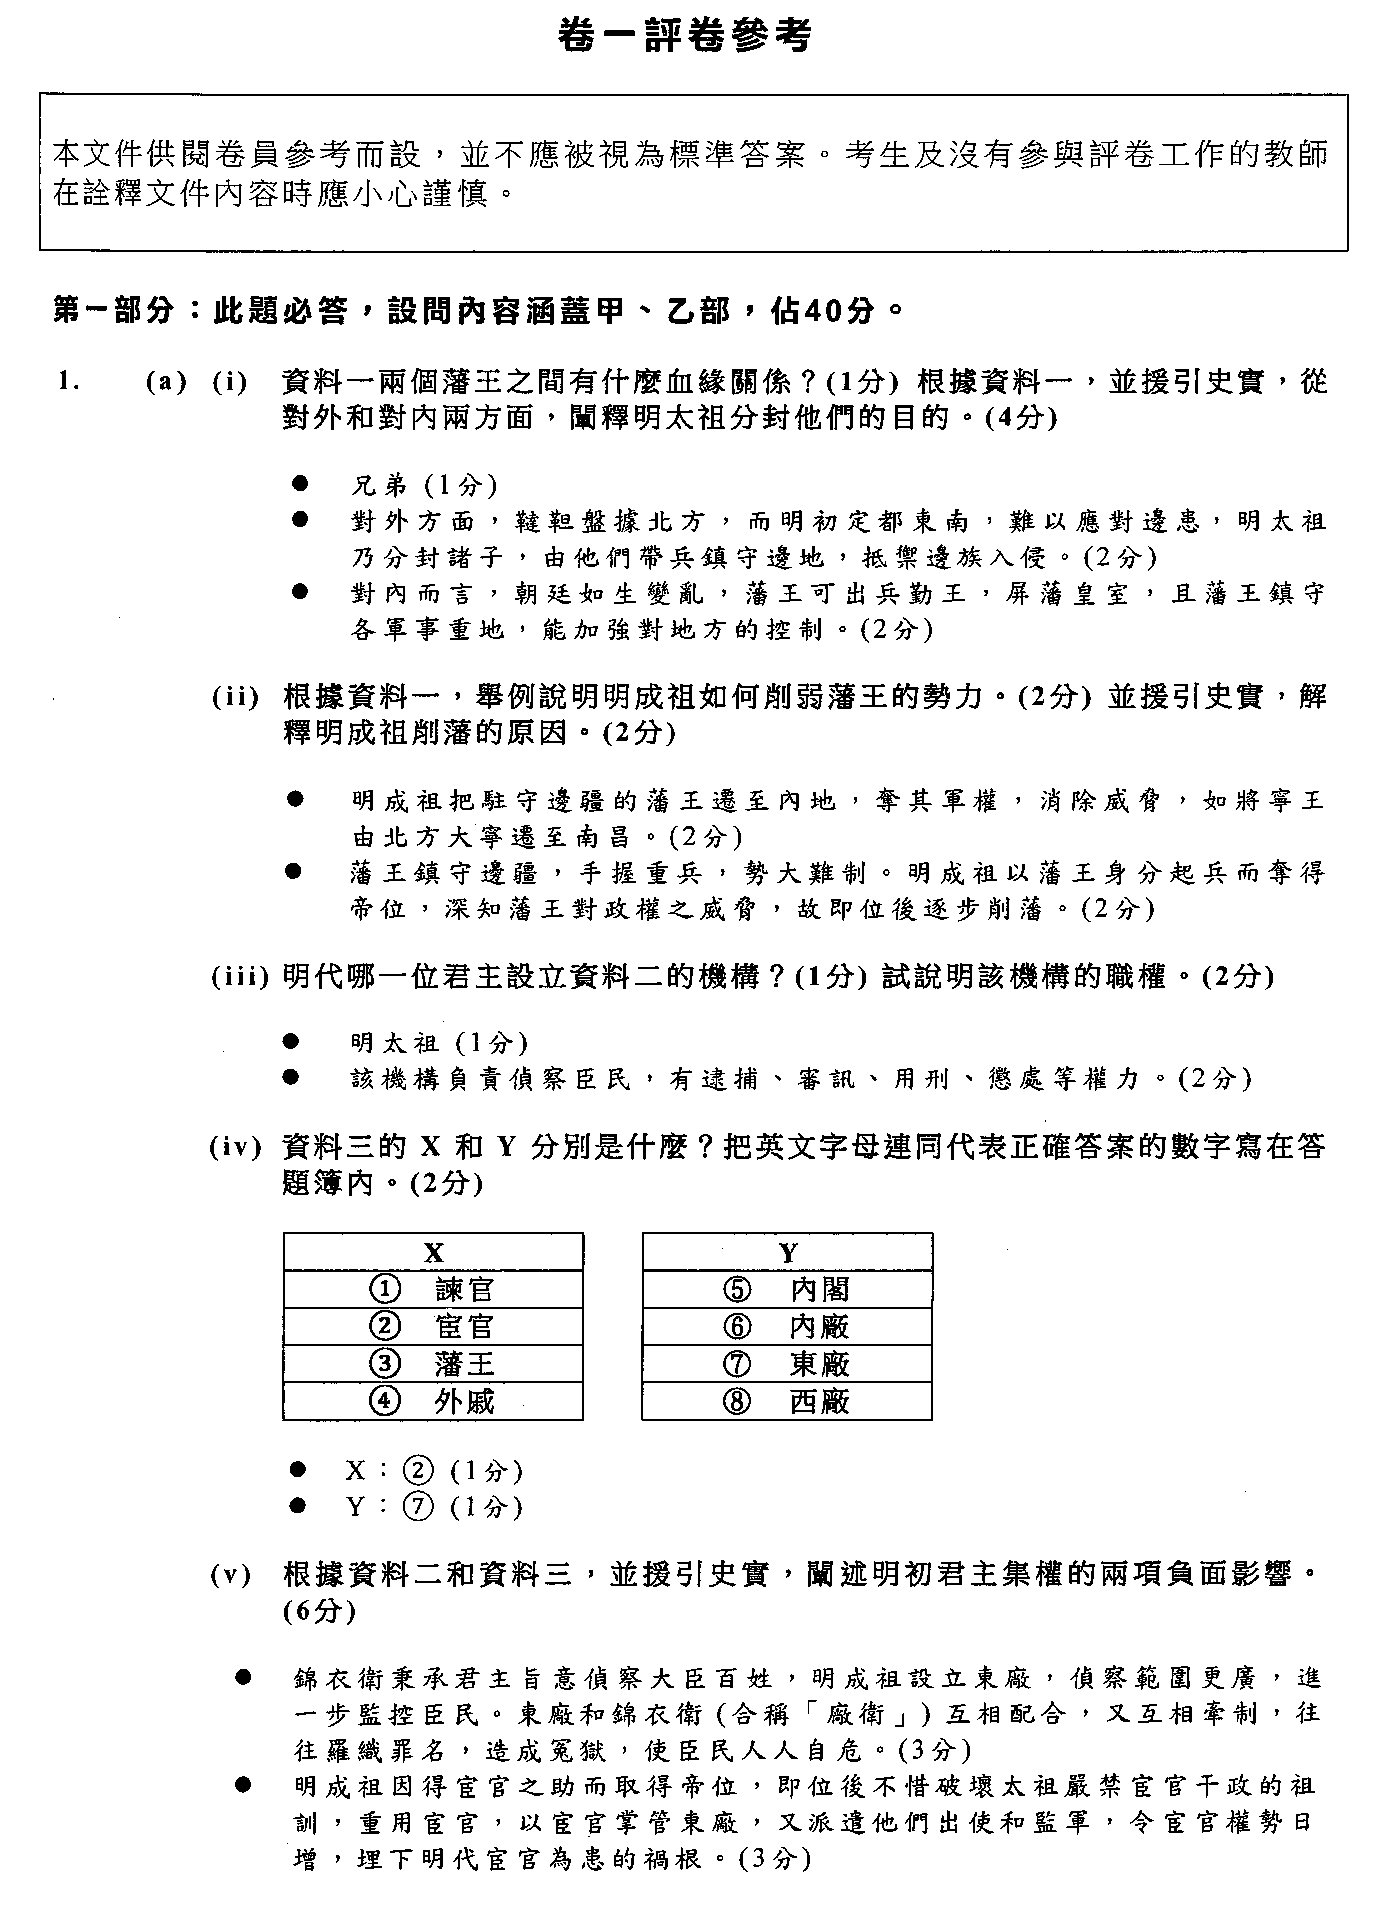 卷一評卷參考
本文件供閱卷員參考而設，並不應被視為標準答案。考生及沒有參與評卷工作的教師
在詮釋文件內容時應小心謹慎。
第一部分：此題必答，設問內容涵蓋甲、乙部，佔40分。
1. (a) (i) 資料一兩個藩王之間有什麼血緣關係？(1分) 根據資料一，並援引史實，從
對外和對內兩方面，闡釋明太祖分封他們的目的。(4分)
● 兄弟 (1分)
● 對外方面，韃靼盤據北方，而明初定都東南，難以應對邊患，明太祖
乃分封諸子，由他們帶兵鎮守邊地，抵禦邊族入侵。(2分)
● 對內而言，朝廷如生變亂，藩王可出兵勤王，屏藩皇室，且藩王鎮守
各軍事重地，能加強對地方的控制。(2分)
(ii) 根據資料一，舉例說明明成祖如何削弱藩王的勢力。(2分) 並援引史實，解
釋明成祖削藩的原因。(2分)
● 明成祖把駐守邊疆的藩王遷至內地，奪其軍權，消除威脅，如將寧王
由北方大寧遷至南昌。(2分)
● 藩王鎮守邊疆，手握重兵，勢大難制。明成祖以藩王身分起兵而奪得
帝位，深知藩王對政權之威脅，故即位後逐步削藩。(2分)
(iii) 明代哪一位君主設立資料二的機構？(1分) 試說明該機構的職權。(2分)
● 明太祖 (1分)
● 該機構負責偵察臣民，有逮捕、審訊、用刑、懲處等權力。(2分)
(iv) 資料三的 X 和 Y 分別是什麼？把英文字母連同代表正確答案的數字寫在答
題簿內。(2分)
X Y
① 諫官 ⑤ 內閣
② 宦官 ⑥ 內廠
③ 藩王 ⑦ 東廠
④ 外戚 ⑧ 西廠
● X：② (1分)
● Y：⑦ (1分)
(v) 根據資料二和資料三，並援引史實，闡述明初君主集權的兩項負面影響。
(6分)
● 錦衣衛秉承君主旨意偵察大臣百姓，明成祖設立東廠，偵察範圍更廣，進
一步監控臣民。東廠和錦衣衛 (合稱「廠衛」) 互相配合，又互相牽制，往
往羅織罪名，造成冤獄，使臣民人人自危。(3分)
● 明成祖因得宦官之助而取得帝位，即位後不惜破壞太祖嚴禁宦官干政的祖
訓，重用宦官，以宦官掌管東廠，又派遣他們出使和監軍，令宦官權勢日
增，埋下明代宦官為患的禍根。(3分)